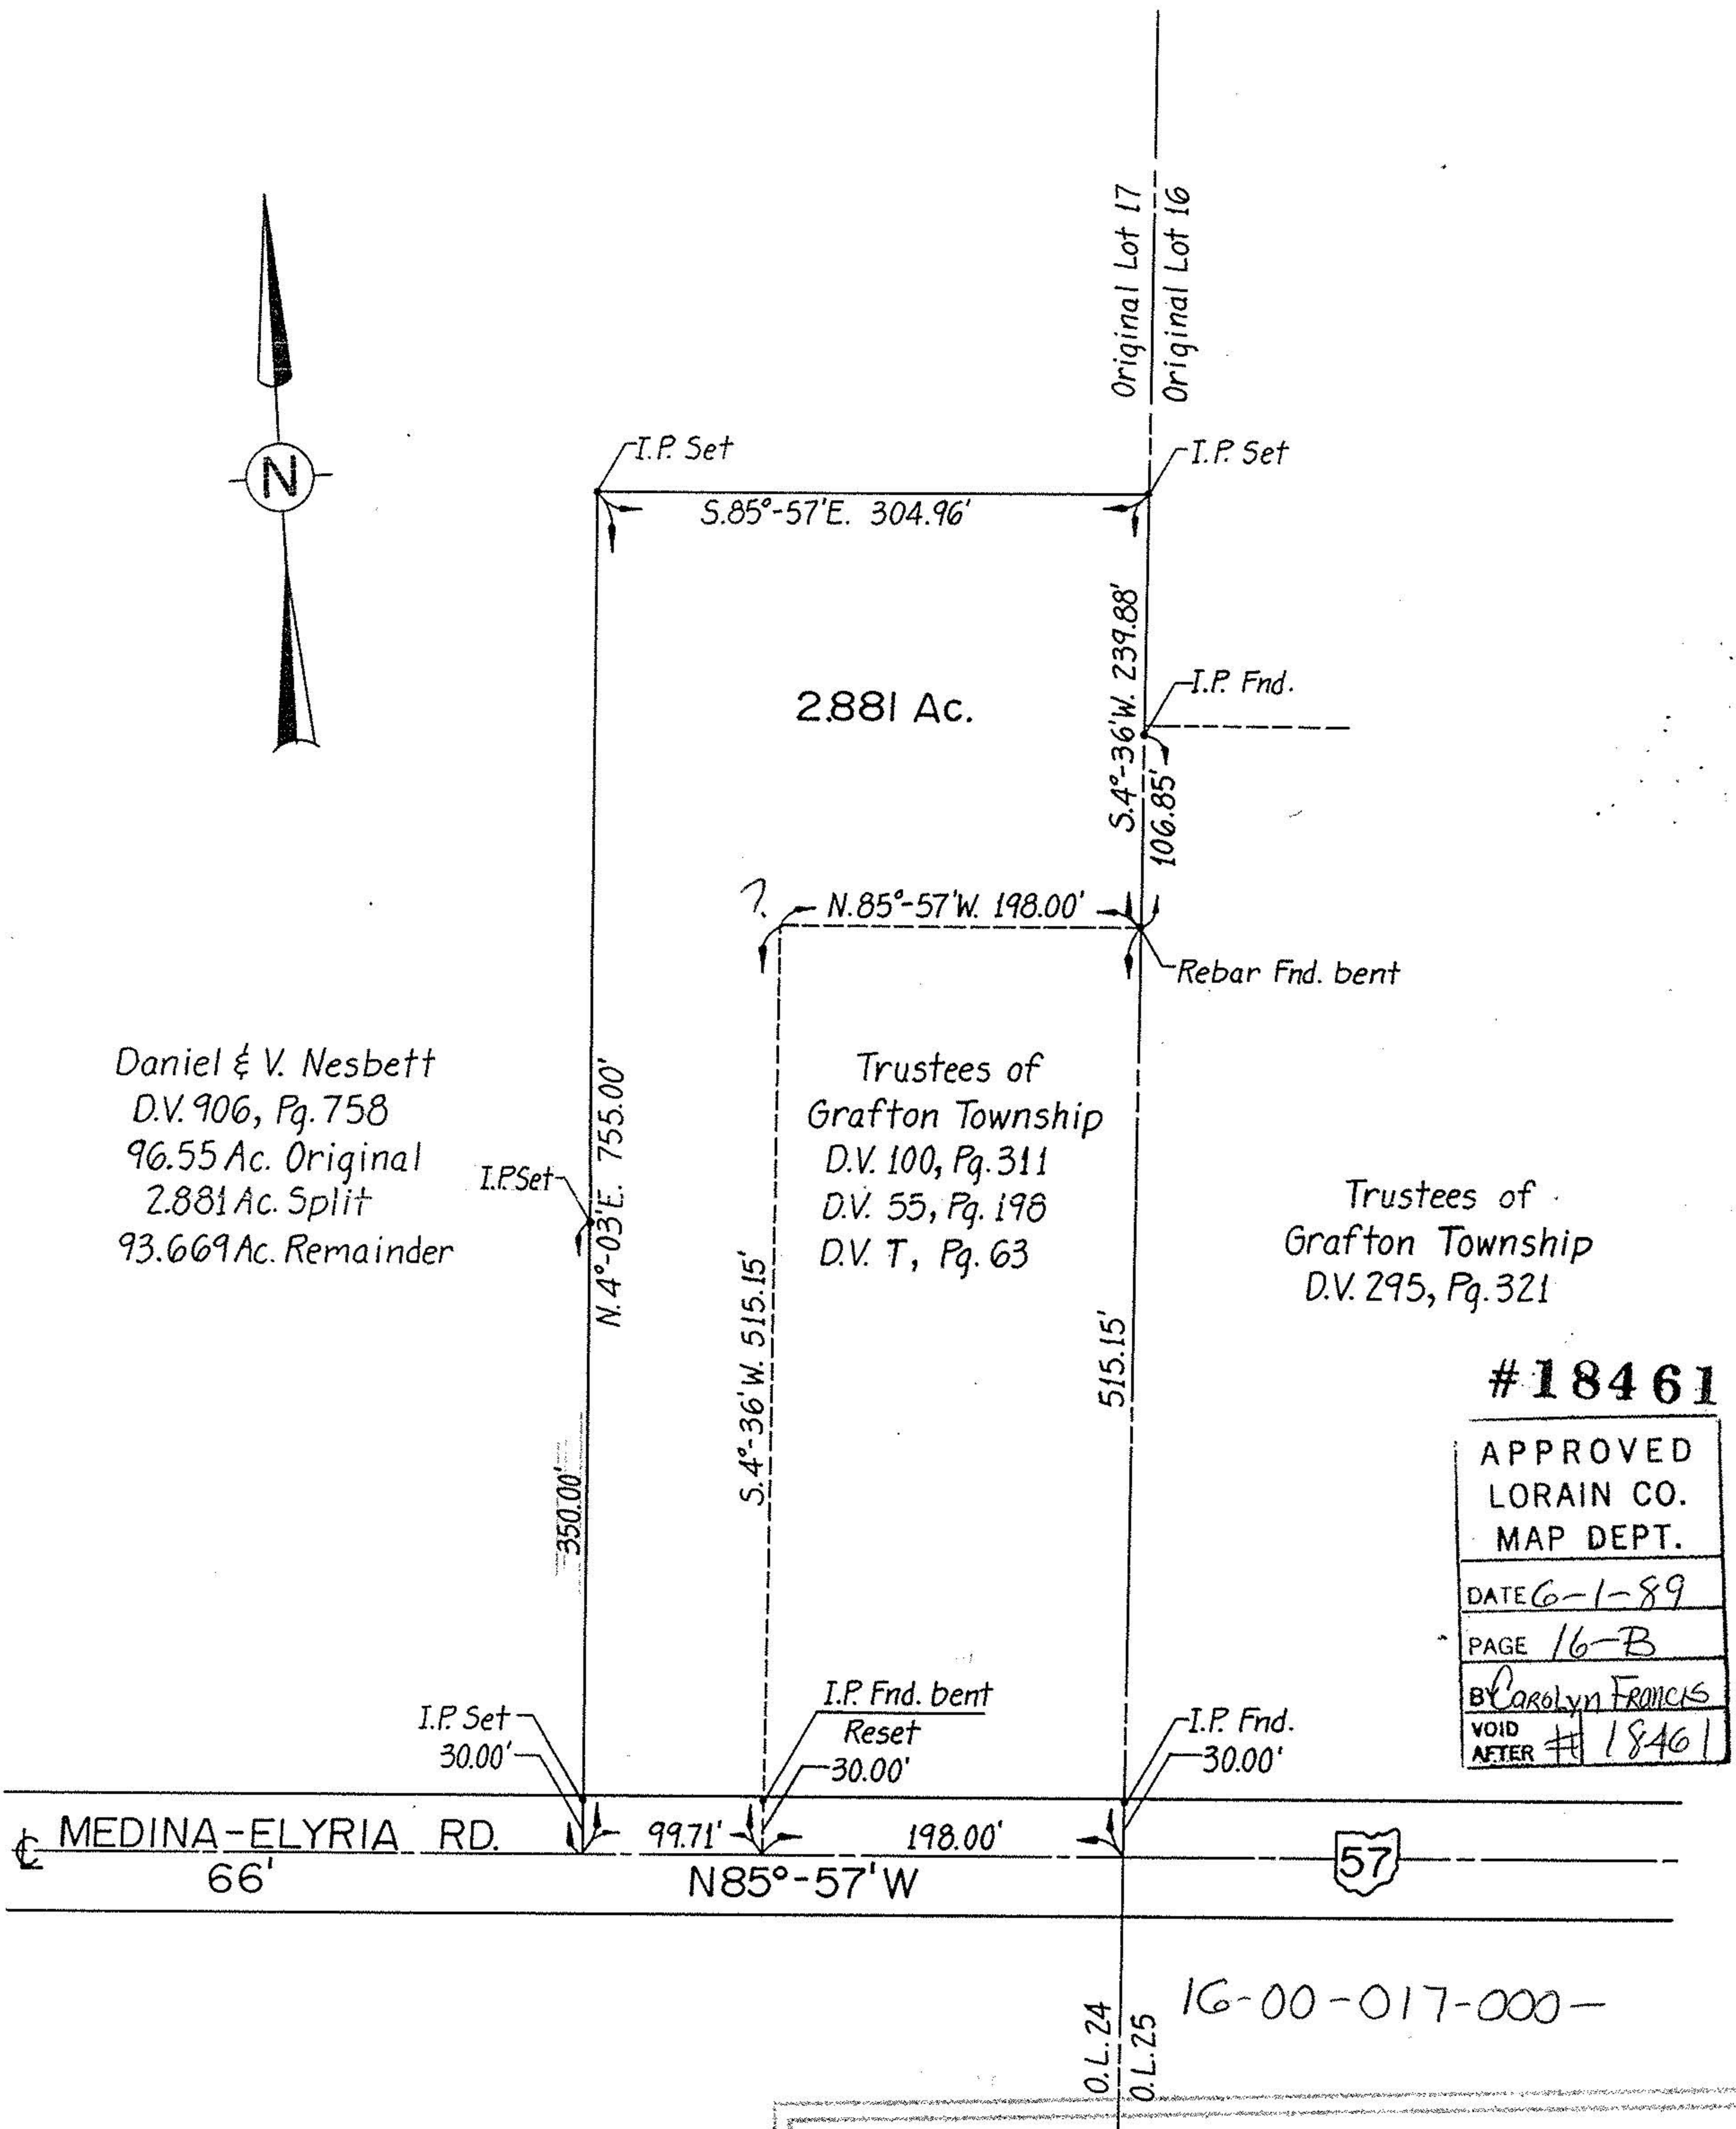 Original Lot 17
Original Lot 16
N
I.P. Set
I.P. Set
S.85°-57'E. 304.96'
S.4°-36'W. 239.88'
2.881 Ac.
I.P. Fnd.
106.85'
?
N.85°-57'W. 198.00'
Rebar Fnd. bent
Daniel & V. Nesbett
D.V. 906, Pg. 758
96.55 Ac. Original
2.881 Ac. Split
93.669 Ac. Remainder
I.P. Set
N.4°-03'E. 755.00'
Trustees of
Grafton Township
D.V. 100, Pg. 311
D.V. 55, Pg. 198
D.V. T, Pg. 63
Trustees of
Grafton Township
D.V. 295, Pg. 321
S.4°-36'W. 515.15'
515.15'
350.00'
#18461
APPROVED
LORAIN CO.
MAP DEPT.
DATE 6-1-89
PAGE 16-B
BY Carolyn Francis
VOID AFTER # 18461
I.P. Set
30.00'
I.P. Fnd. bent
Reset
30.00'
I.P. Fnd.
30.00'
℄ MEDINA-ELYRIA RD.
66'
99.71'
198.00'
N85°-57'W
57
O.L. 24
O.L. 25
16-00-017-000-